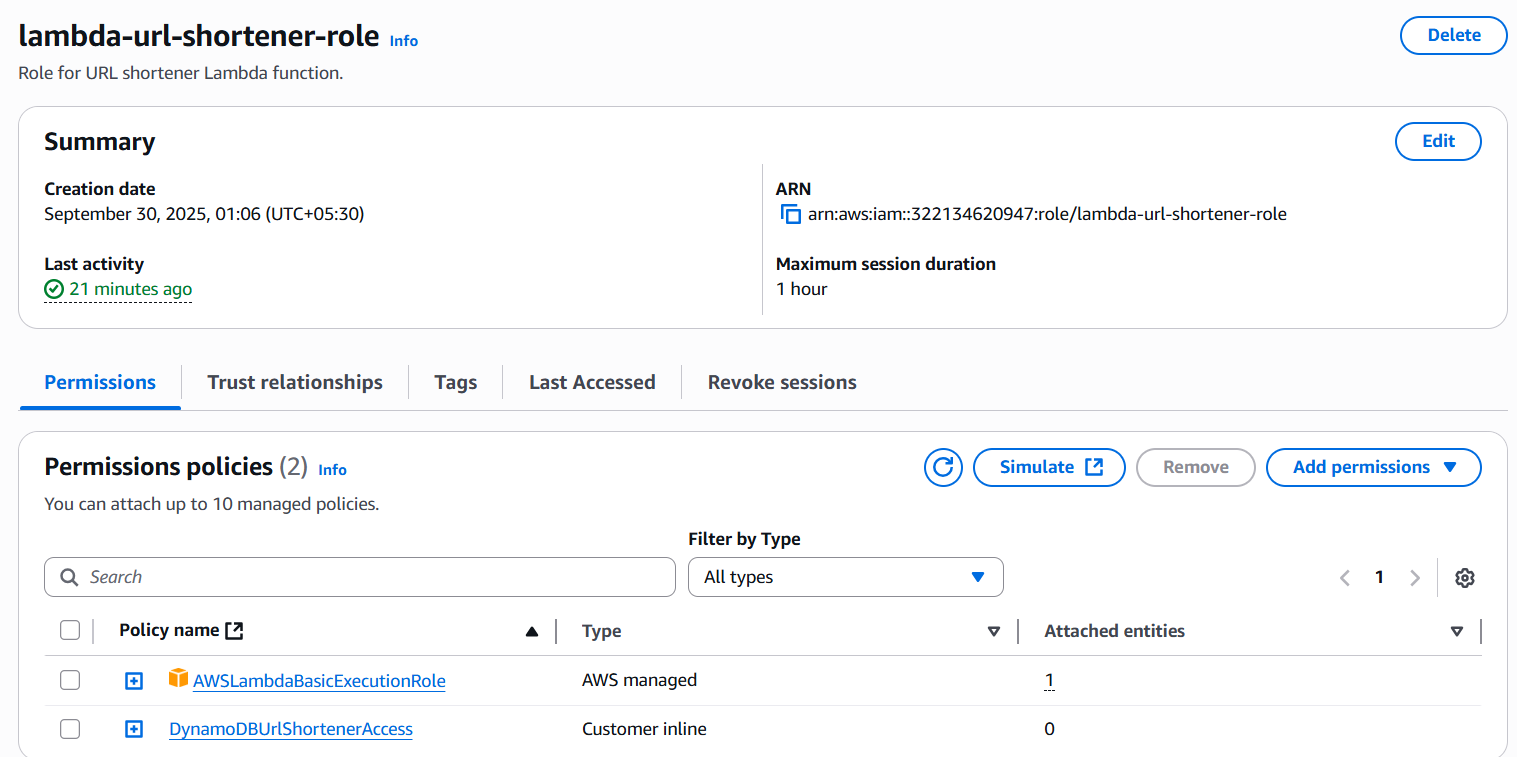 lambda-url-shortener-role Info
Delete
Role for URL shortener Lambda function.
Summary
Edit
Creation date
September 30, 2025, 01:06 (UTC+05:30)
ARN
arn:aws:iam::322134620947:role/lambda-url-shortener-role
Last activity
21 minutes ago
Maximum session duration
1 hour
Permissions
Trust relationships
Tags
Last Accessed
Revoke sessions
Permissions policies (2) Info
Simulate
Remove
Add permissions
You can attach up to 10 managed policies.
Filter by Type
Search
All types
1
Policy name
Type
Attached entities
AWSLambdaBasicExecutionRole
AWS managed
1
DynamoDBUrlShortenerAccess
Customer inline
0